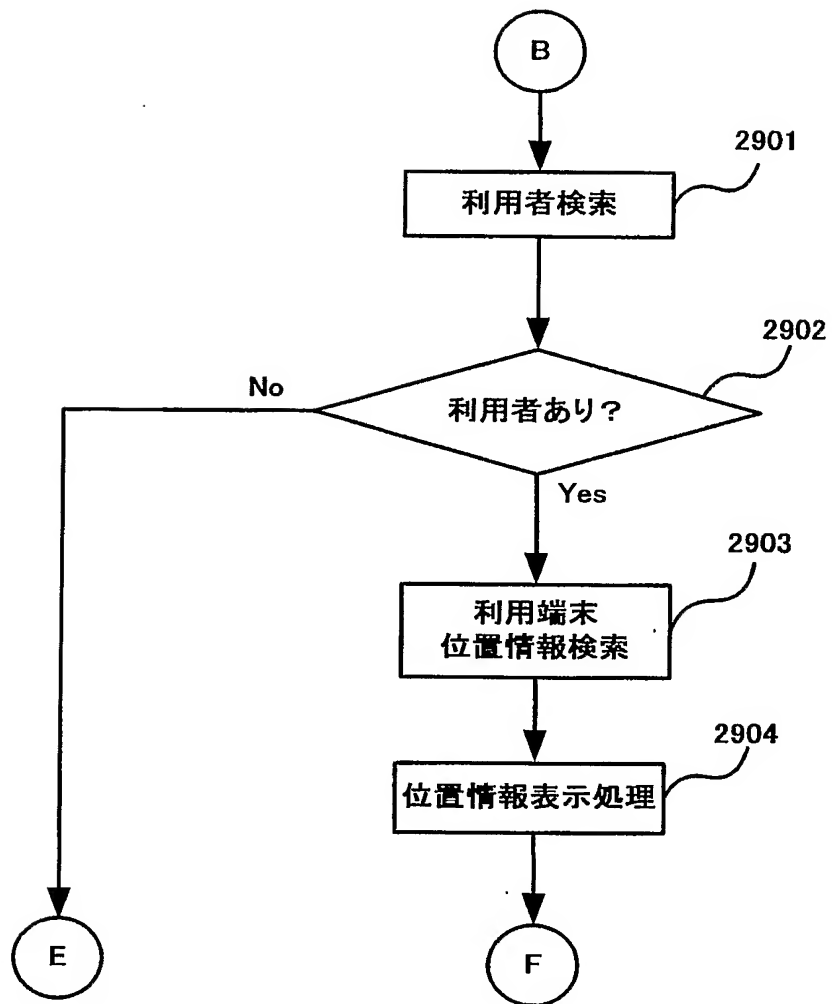 B
2901
利用者検索
2902
No
利用者あり?
Yes
2903
利用端末
位置情報検索
2904
位置情報表示処理
E
F